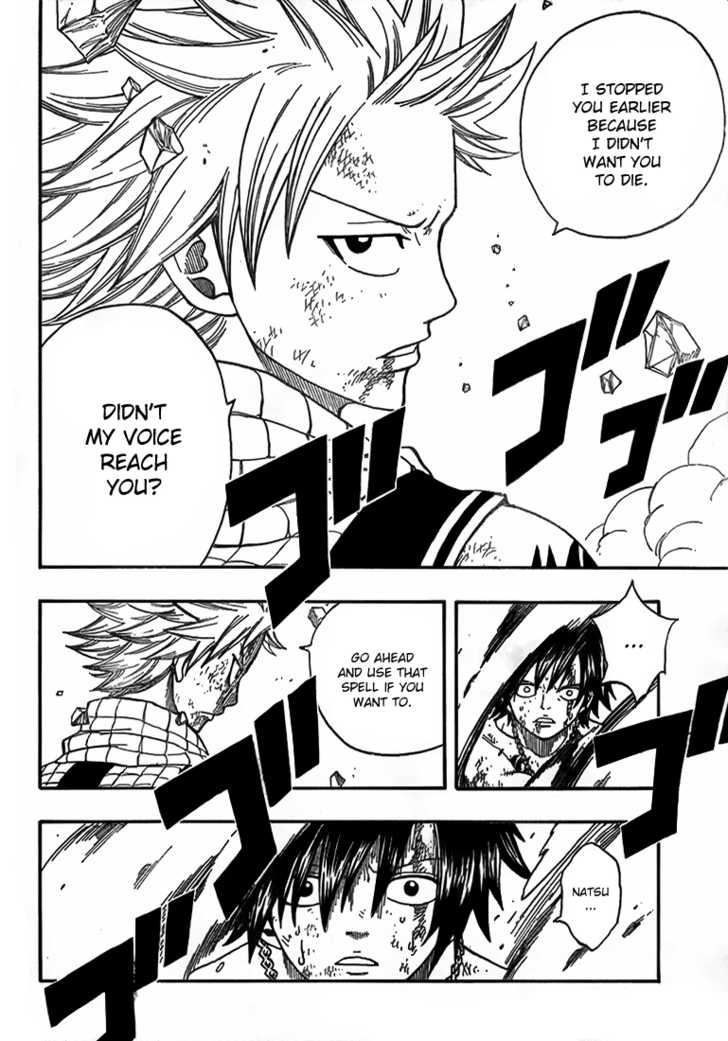 I STOPPED
YOU EARLIER
BECAUSE
I DIDN'T
WANT YOU
TO DIE.
DIDN'T
MY VOICE
REACH
YOU?
ゴゴゴゴ
...
GO AHEAD
AND USE THAT
SPELL IF YOU
WANT TO.
ゴゴゴゴ
NATSU
...